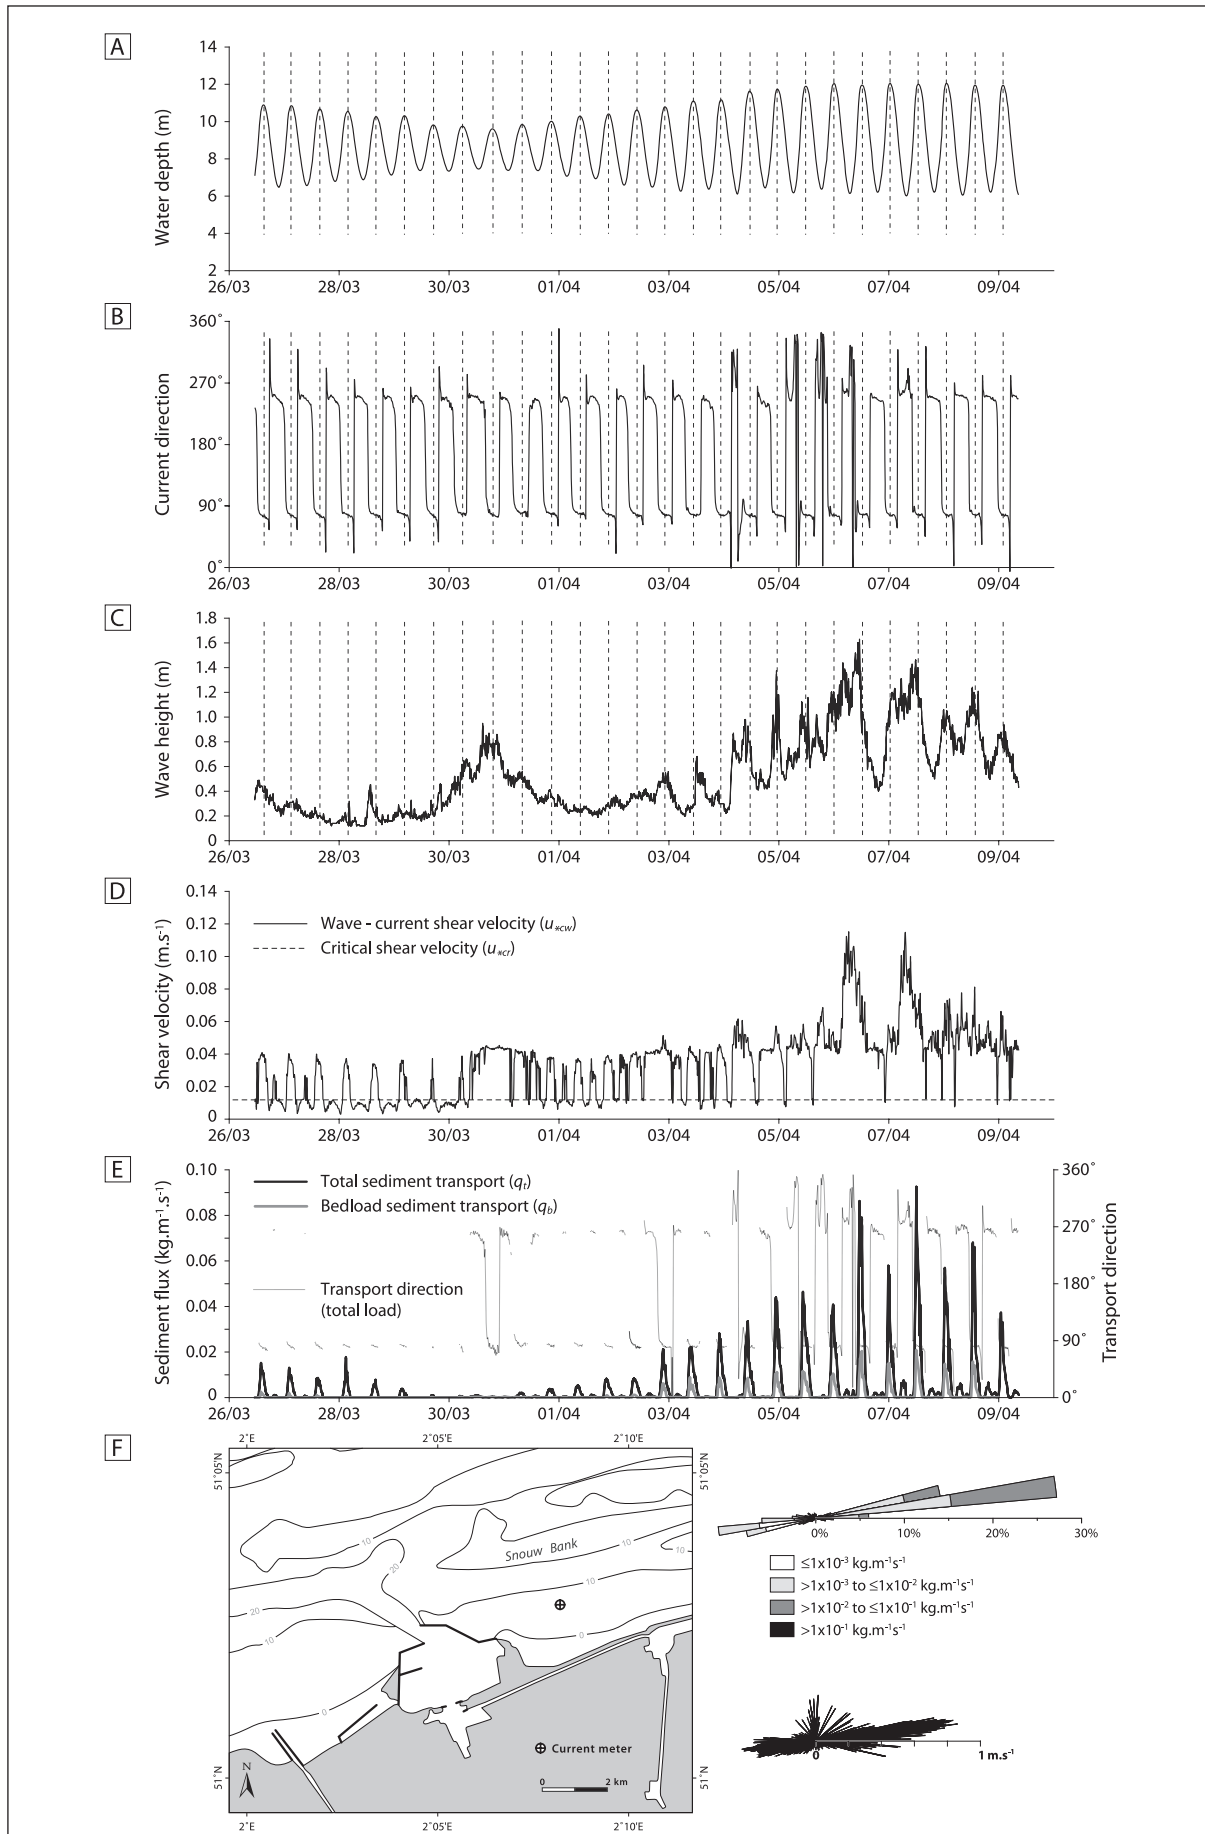 A
14
12
10
8
6
4
2
Water depth (m)
26/03 28/03 30/03 01/04 03/04 05/04 07/04 09/04
B
360˚
270˚
180˚
90˚
0˚
Current direction
26/03 28/03 30/03 01/04 03/04 05/04 07/04 09/04
C
1.8
1.6
1.4
1.2
1.0
0.8
0.6
0.4
0.2
0
Wave height (m)
26/03 28/03 30/03 01/04 03/04 05/04 07/04 09/04
D
0.14
0.12
0.10
0.08
0.06
0.04
0.02
0
Shear velocity (m.s⁻¹)
Wave - current shear velocity (u*cw)
Critical shear velocity (u*cr)
26/03 28/03 30/03 01/04 03/04 05/04 07/04 09/04
E
0.10
0.08
0.06
0.04
0.02
0
Sediment flux (kg.m⁻¹.s⁻¹)
Total sediment transport (qt)
Bedload sediment transport (qb)
Transport direction
(total load)
360˚
270˚
180˚
90˚
0˚
Transport direction
26/03 28/03 30/03 01/04 03/04 05/04 07/04 09/04
F
2˚E 2˚05'E 2˚10'E
51˚05'N 51˚05'N
10
20
Snouw Bank
10
10
10
20
10
0
0
Current meter
N
0 2 km
51˚N 51˚N
2˚E 2˚05'E 2˚10'E
0% 10% 20% 30%
≤1x10⁻³ kg.m⁻¹s⁻¹
>1x10⁻³ to ≤1x10⁻² kg.m⁻¹s⁻¹
>1x10⁻² to ≤1x10⁻¹ kg.m⁻¹s⁻¹
>1x10⁻¹ kg.m⁻¹s⁻¹
0 1 m.s⁻¹